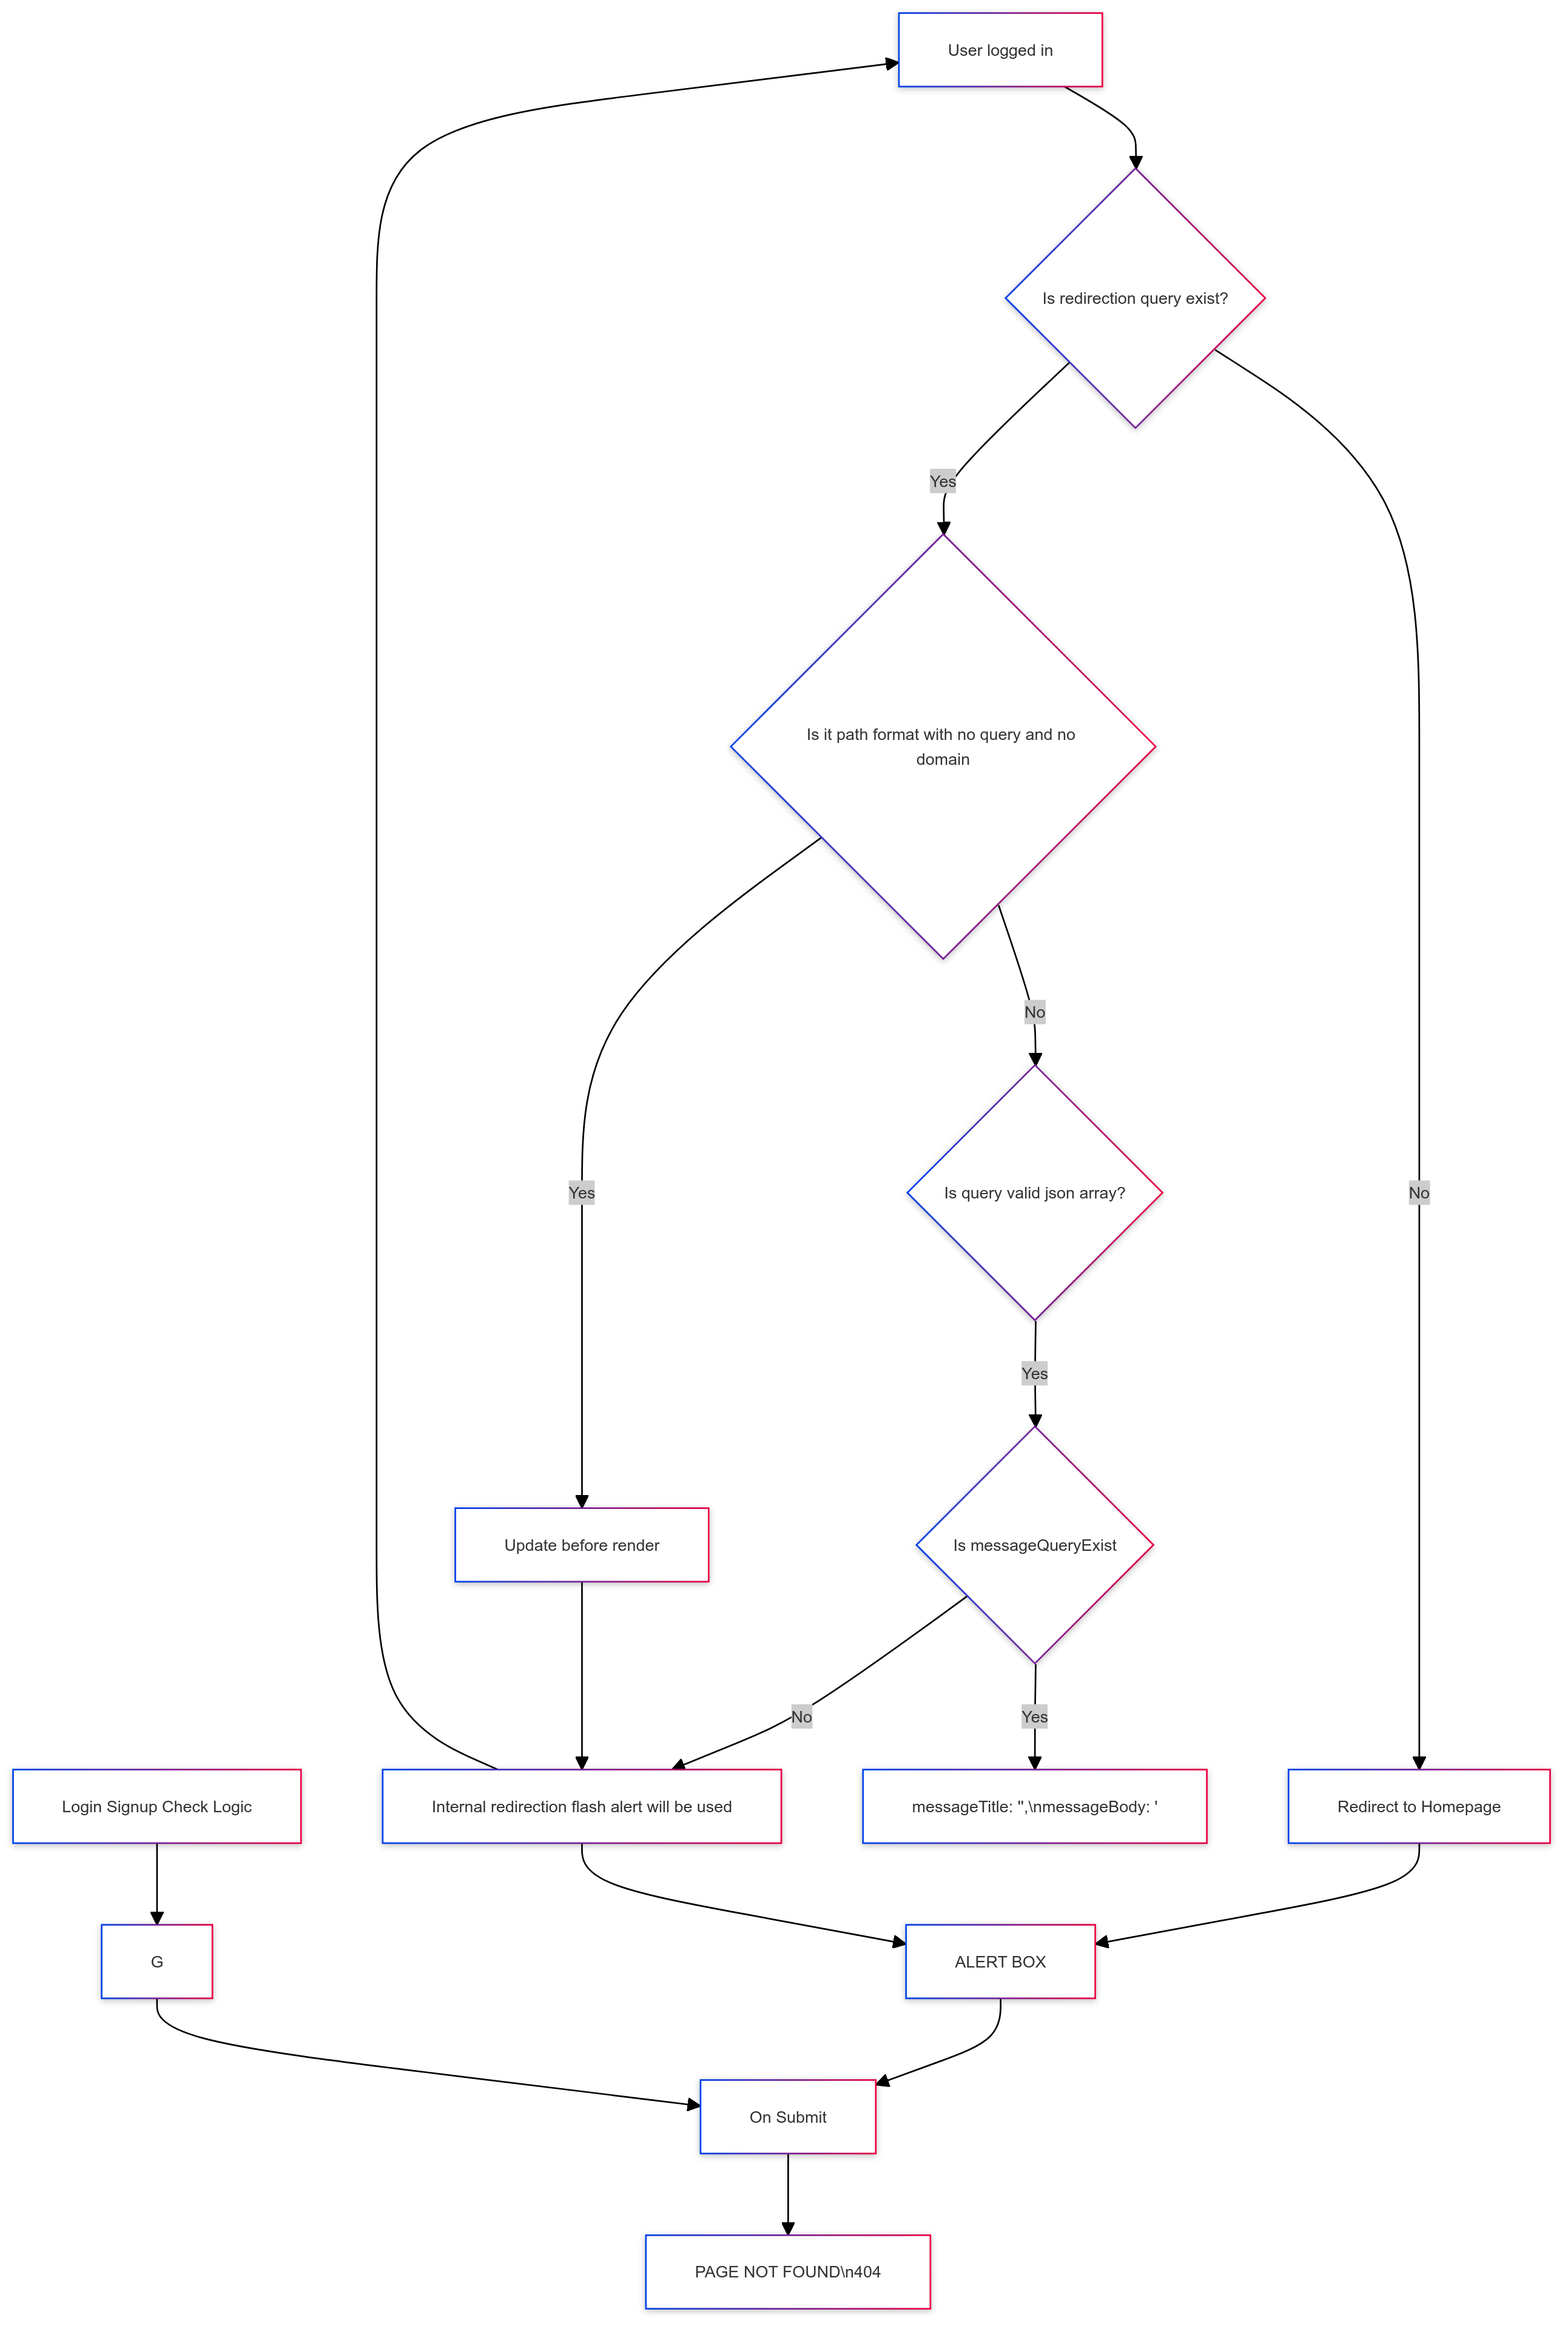 User logged in
Is redirection query exist?
Yes
Is it path format with no query and no
domain
No
Yes
Is query valid json array?
No
Yes
Update before render
Is messageQueryExist
No
Yes
Login Signup Check Logic
Internal redirection flash alert will be used
messageTitle: '',\nmessageBody: '
Redirect to Homepage
G
ALERT BOX
On Submit
PAGE NOT FOUND\n404